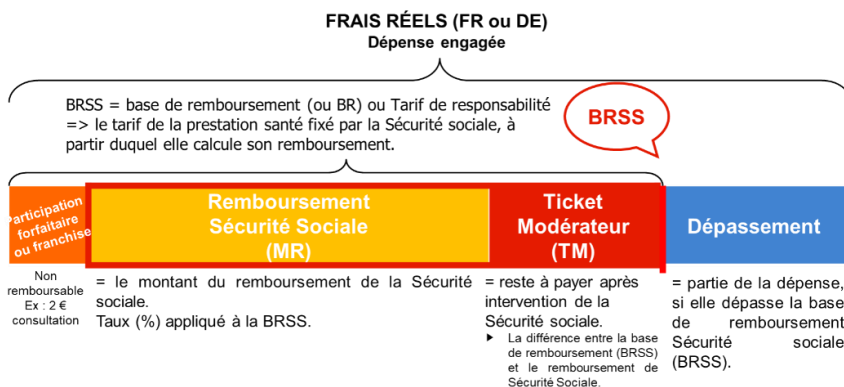 FRAIS RÉELS (FR ou DE)
Dépense engagée
BRSS = base de remboursement (ou BR) ou Tarif de responsabilité
=> le tarif de la prestation santé fixé par la Sécurité sociale, à
partir duquel elle calcule son remboursement.
BRSS
Participation
forfaitaire
ou franchise
Remboursement
Sécurité Sociale
(MR)
Ticket
Modérateur
(TM)
Dépassement
Non
remboursable
Ex : 2 €
consultation
= le montant du remboursement de la Sécurité
sociale.
Taux (%) appliqué à la BRSS.
= reste à payer après
intervention de la
Sécurité sociale.
▶ La différence entre la base
de remboursement (BRSS)
et le remboursement de
Sécurité Sociale.
= partie de la dépense,
si elle dépasse la base
de remboursement
Sécurité sociale
(BRSS).